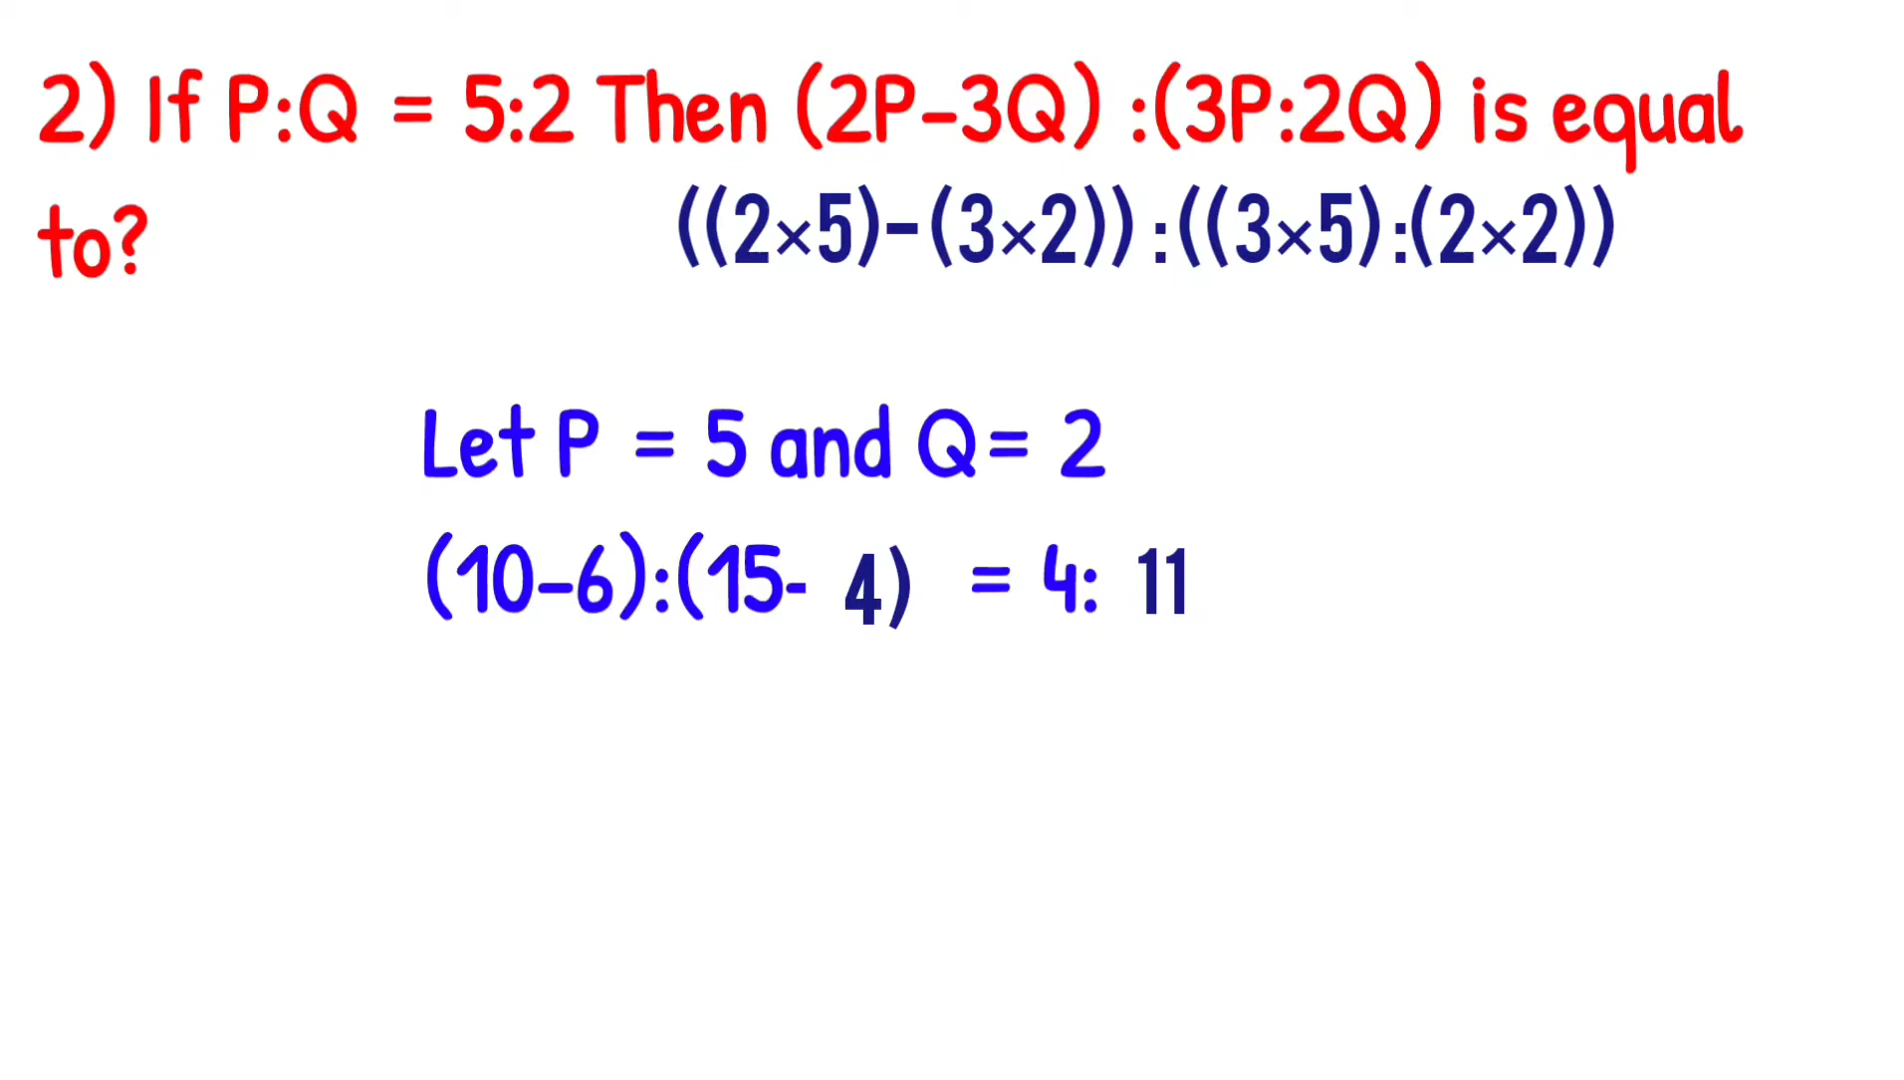 2) If P:Q = 5:2 Then (2P-3Q) :(3P:2Q) is equal
to?
((2×5)-(3×2)) :((3×5):(2×2))
Let P = 5 and Q= 2
(10-6):(15- 4) = 4: 11